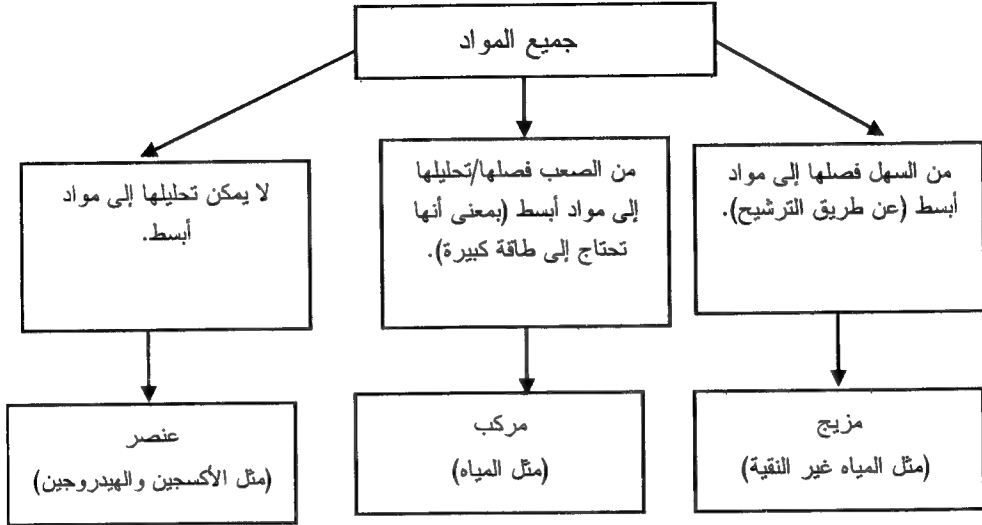 جميع المواد
من السهل فصلها إلى مواد
أبسط (عن طريق الترشيح).
من الصعب فصلها/تحليلها
إلى مواد أبسط (بمعنى أنها
تحتاج إلى طاقة كبيرة).
لا يمكن تحليلها إلى مواد
أبسط.
مزيج
(مثل المياه غير النقية)
مركب
(مثل المياه)
عنصر
(مثل الأكسجين والهيدروجين)